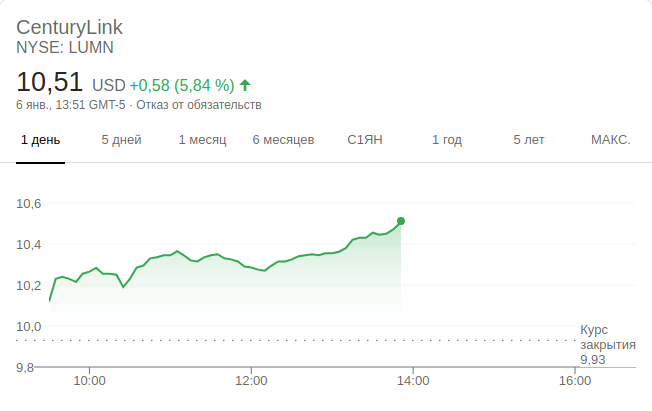 CenturyLink
NYSE: LUMN
10,51 USD +0,58 (5,84 %)
6 янв., 13:51 GMT-5 · Отказ от обязательств
1 день 5 дней 1 месяц 6 месяцев С1ЯН 1 год 5 лет МАКС.
10,6
10,4
10,2
10,0
Курс
закрытия
9,93
9,8
10:00 12:00 14:00 16:00